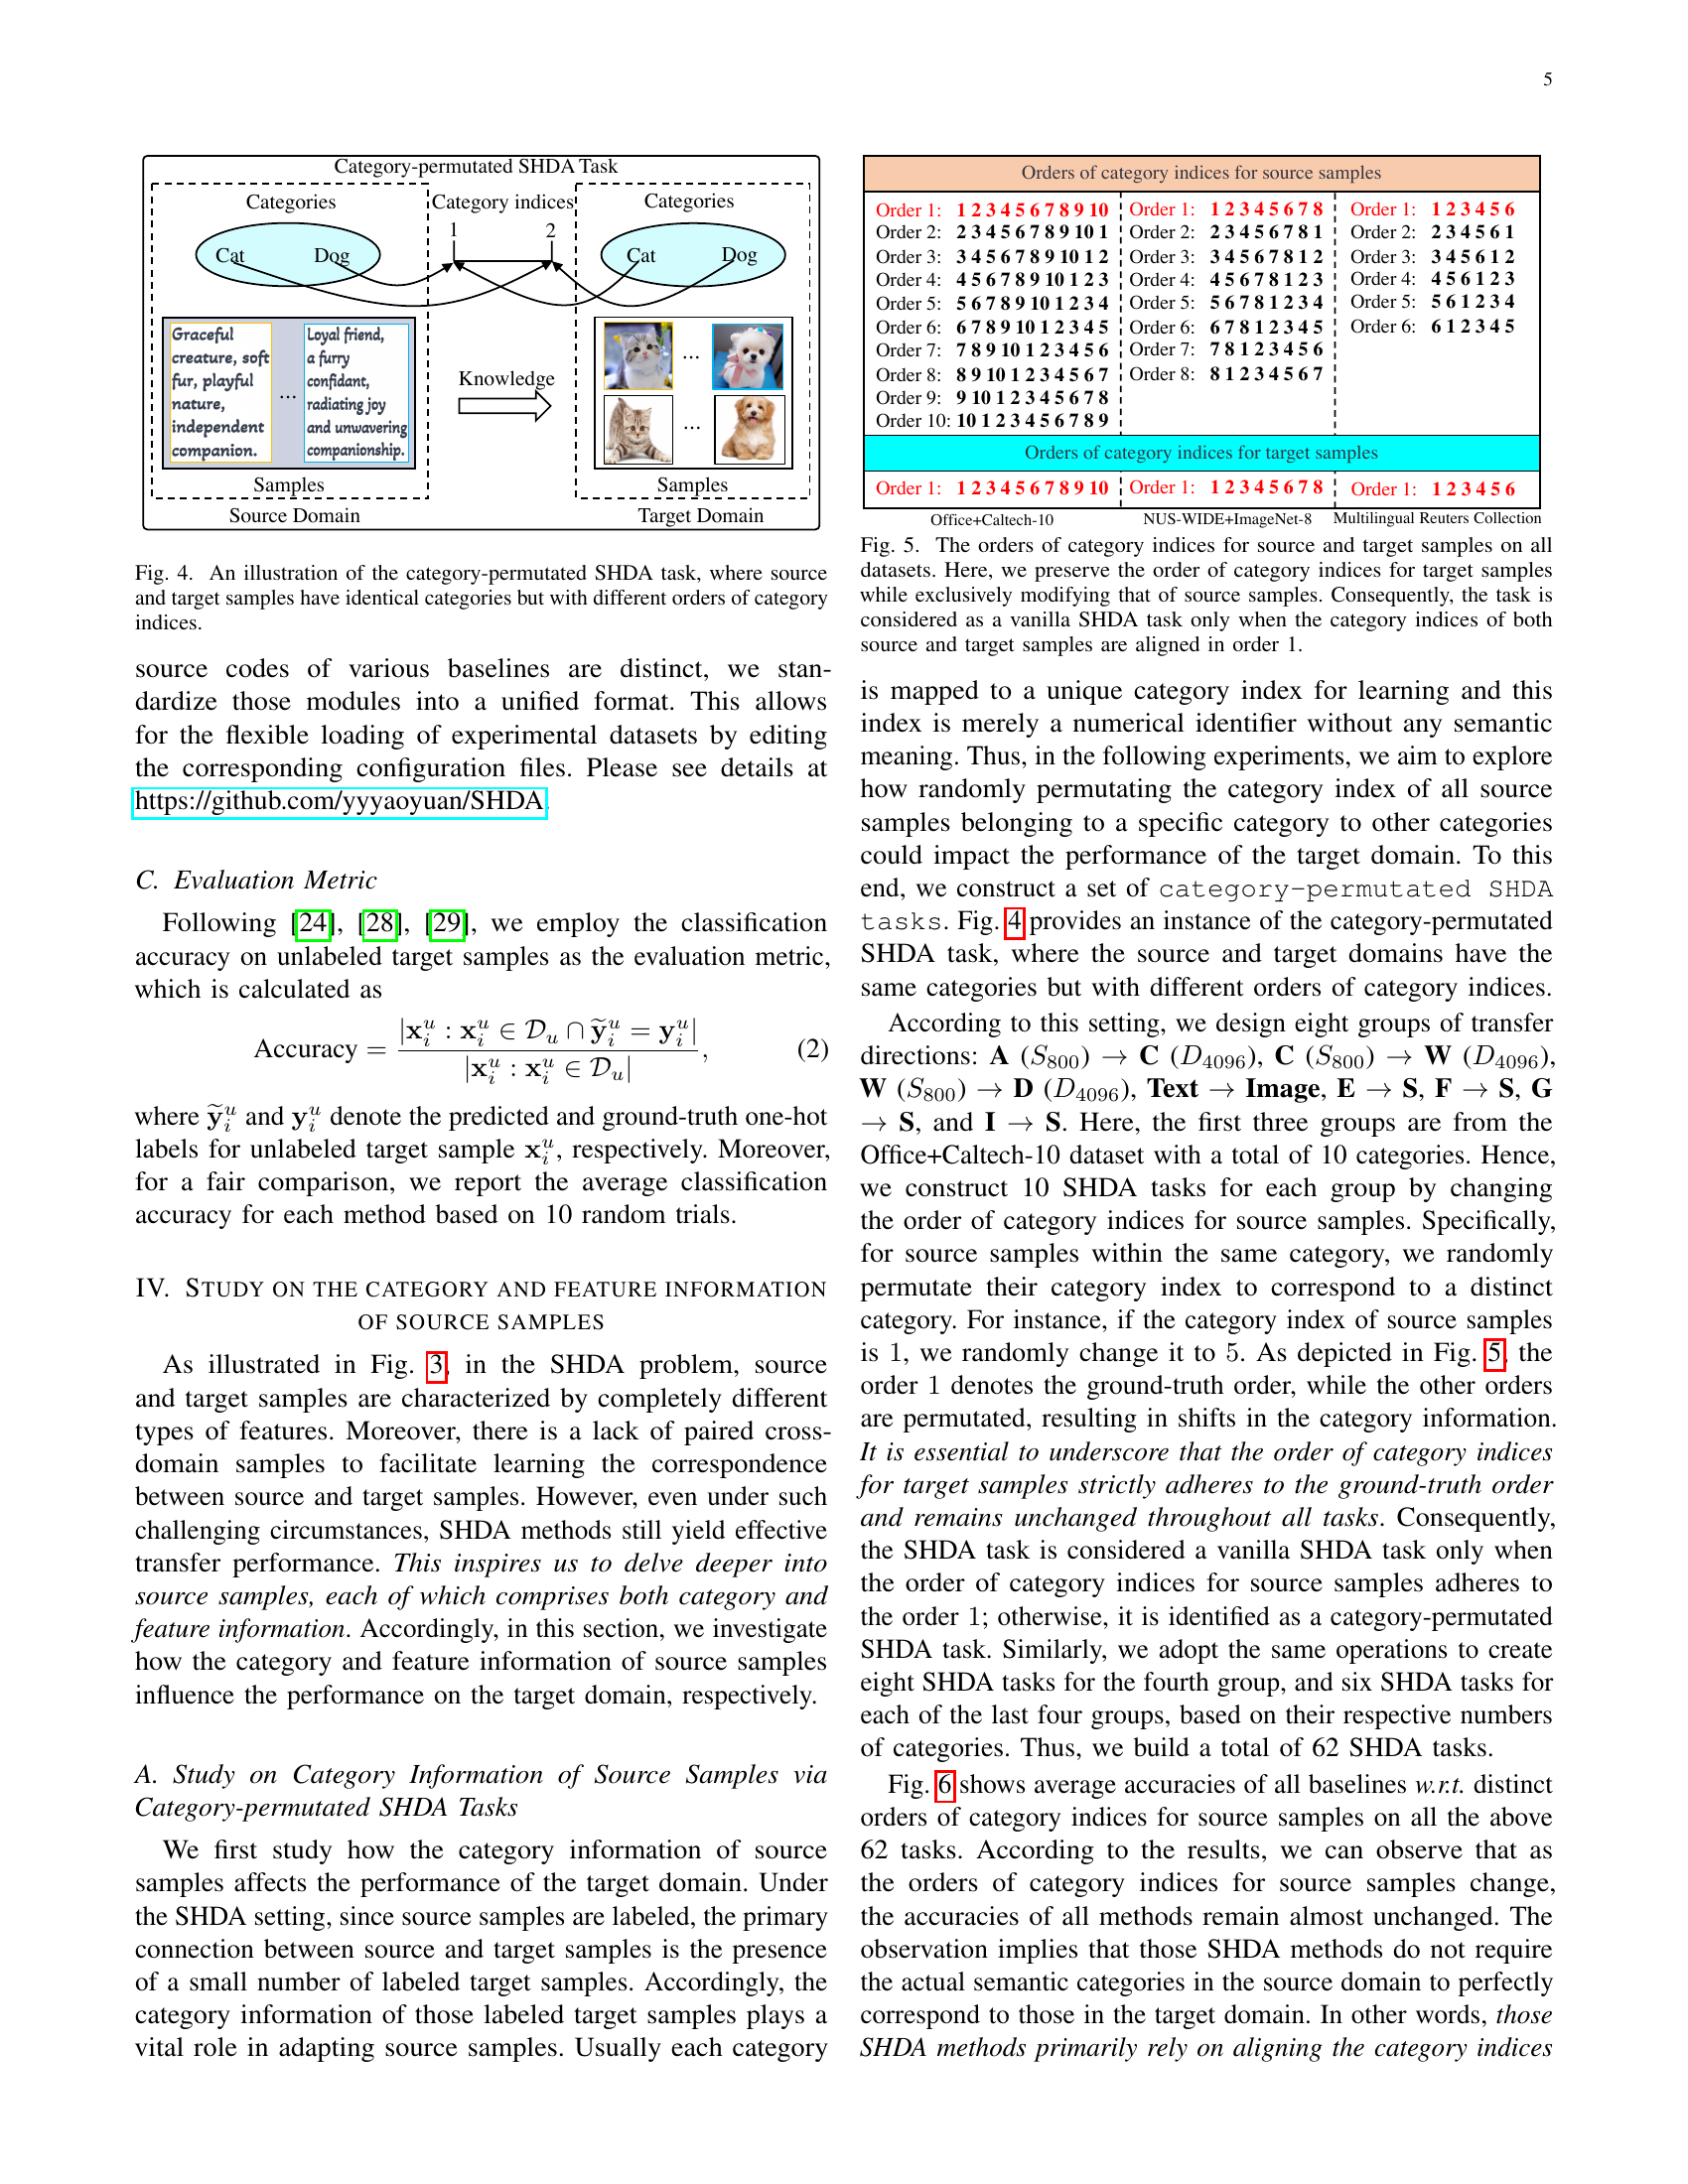 5
Category-permutated SHDA Task
Categories
Category indices
Categories
1
2
Cat
Dog
Cat
Dog
Graceful
creature, soft
fur, playful
nature,
independent
companion.
...
Loyal friend,
a furry
confidant,
radiating joy
and unwavering
companionship.
Knowledge
...
...
Samples
Samples
Source Domain
Target Domain
Fig. 4. An illustration of the category-permutated SHDA task, where source
and target samples have identical categories but with different orders of category
indices.
source codes of various baselines are distinct, we stan-
dardize those modules into a unified format. This allows
for the flexible loading of experimental datasets by editing
the corresponding configuration files. Please see details at
https://github.com/yyyaoyuan/SHDA.
C. Evaluation Metric
Following [24], [28], [29], we employ the classification
accuracy on unlabeled target samples as the evaluation metric,
which is calculated as
Accuracy = |x_i^u : x_i^u ∈ D_u ∩ ỹ_i^u = y_i^u| / |x_i^u : x_i^u ∈ D_u|, (2)
where ỹ_i^u and y_i^u denote the predicted and ground-truth one-hot
labels for unlabeled target sample x_i^u, respectively. Moreover,
for a fair comparison, we report the average classification
accuracy for each method based on 10 random trials.
IV. STUDY ON THE CATEGORY AND FEATURE INFORMATION
OF SOURCE SAMPLES
As illustrated in Fig. 3, in the SHDA problem, source
and target samples are characterized by completely different
types of features. Moreover, there is a lack of paired cross-
domain samples to facilitate learning the correspondence
between source and target samples. However, even under such
challenging circumstances, SHDA methods still yield effective
transfer performance. This inspires us to delve deeper into
source samples, each of which comprises both category and
feature information. Accordingly, in this section, we investigate
how the category and feature information of source samples
influence the performance on the target domain, respectively.
A. Study on Category Information of Source Samples via
Category-permutated SHDA Tasks
We first study how the category information of source
samples affects the performance of the target domain. Under
the SHDA setting, since source samples are labeled, the primary
connection between source and target samples is the presence
of a small number of labeled target samples. Accordingly, the
category information of those labeled target samples plays a
vital role in adapting source samples. Usually each category
Orders of category indices for source samples
Order 1: 1 2 3 4 5 6 7 8 9 10 Order 1: 1 2 3 4 5 6 7 8 Order 1: 1 2 3 4 5 6
Order 2: 2 3 4 5 6 7 8 9 10 1 Order 2: 2 3 4 5 6 7 8 1 Order 2: 2 3 4 5 6 1
Order 3: 3 4 5 6 7 8 9 10 1 2 Order 3: 3 4 5 6 7 8 1 2 Order 3: 3 4 5 6 1 2
Order 4: 4 5 6 7 8 9 10 1 2 3 Order 4: 4 5 6 7 8 1 2 3 Order 4: 4 5 6 1 2 3
Order 5: 5 6 7 8 9 10 1 2 3 4 Order 5: 5 6 7 8 1 2 3 4 Order 5: 5 6 1 2 3 4
Order 6: 6 7 8 9 10 1 2 3 4 5 Order 6: 6 7 8 1 2 3 4 5 Order 6: 6 1 2 3 4 5
Order 7: 7 8 9 10 1 2 3 4 5 6 Order 7: 7 8 1 2 3 4 5 6
Order 8: 8 9 10 1 2 3 4 5 6 7 Order 8: 8 1 2 3 4 5 6 7
Order 9: 9 10 1 2 3 4 5 6 7 8
Order 10: 10 1 2 3 4 5 6 7 8 9
Orders of category indices for target samples
Order 1: 1 2 3 4 5 6 7 8 9 10 Order 1: 1 2 3 4 5 6 7 8 Order 1: 1 2 3 4 5 6
Office+Caltech-10 NUS-WIDE+ImageNet-8 Multilingual Reuters Collection
Fig. 5. The orders of category indices for source and target samples on all
datasets. Here, we preserve the order of category indices for target samples
while exclusively modifying that of source samples. Consequently, the task is
considered as a vanilla SHDA task only when the category indices of both
source and target samples are aligned in order 1.
is mapped to a unique category index for learning and this
index is merely a numerical identifier without any semantic
meaning. Thus, in the following experiments, we aim to explore
how randomly permutating the category index of all source
samples belonging to a specific category to other categories
could impact the performance of the target domain. To this
end, we construct a set of category-permutated SHDA
tasks. Fig. 4 provides an instance of the category-permutated
SHDA task, where the source and target domains have the
same categories but with different orders of category indices.
According to this setting, we design eight groups of transfer
directions: A (S_800) → C (D_4096), C (S_800) → W (D_4096),
W (S_800) → D (D_4096), Text → Image, E → S, F → S, G
→ S, and I → S. Here, the first three groups are from the
Office+Caltech-10 dataset with a total of 10 categories. Hence,
we construct 10 SHDA tasks for each group by changing
the order of category indices for source samples. Specifically,
for source samples within the same category, we randomly
permutate their category index to correspond to a distinct
category. For instance, if the category index of source samples
is 1, we randomly change it to 5. As depicted in Fig. 5, the
order 1 denotes the ground-truth order, while the other orders
are permutated, resulting in shifts in the category information.
It is essential to underscore that the order of category indices
for target samples strictly adheres to the ground-truth order
and remains unchanged throughout all tasks. Consequently,
the SHDA task is considered a vanilla SHDA task only when
the order of category indices for source samples adheres to
the order 1; otherwise, it is identified as a category-permutated
SHDA task. Similarly, we adopt the same operations to create
eight SHDA tasks for the fourth group, and six SHDA tasks for
each of the last four groups, based on their respective numbers
of categories. Thus, we build a total of 62 SHDA tasks.
Fig. 6 shows average accuracies of all baselines w.r.t. distinct
orders of category indices for source samples on all the above
62 tasks. According to the results, we can observe that as
the orders of category indices for source samples change,
the accuracies of all methods remain almost unchanged. The
observation implies that those SHDA methods do not require
the actual semantic categories in the source domain to perfectly
correspond to those in the target domain. In other words, those
SHDA methods primarily rely on aligning the category indices